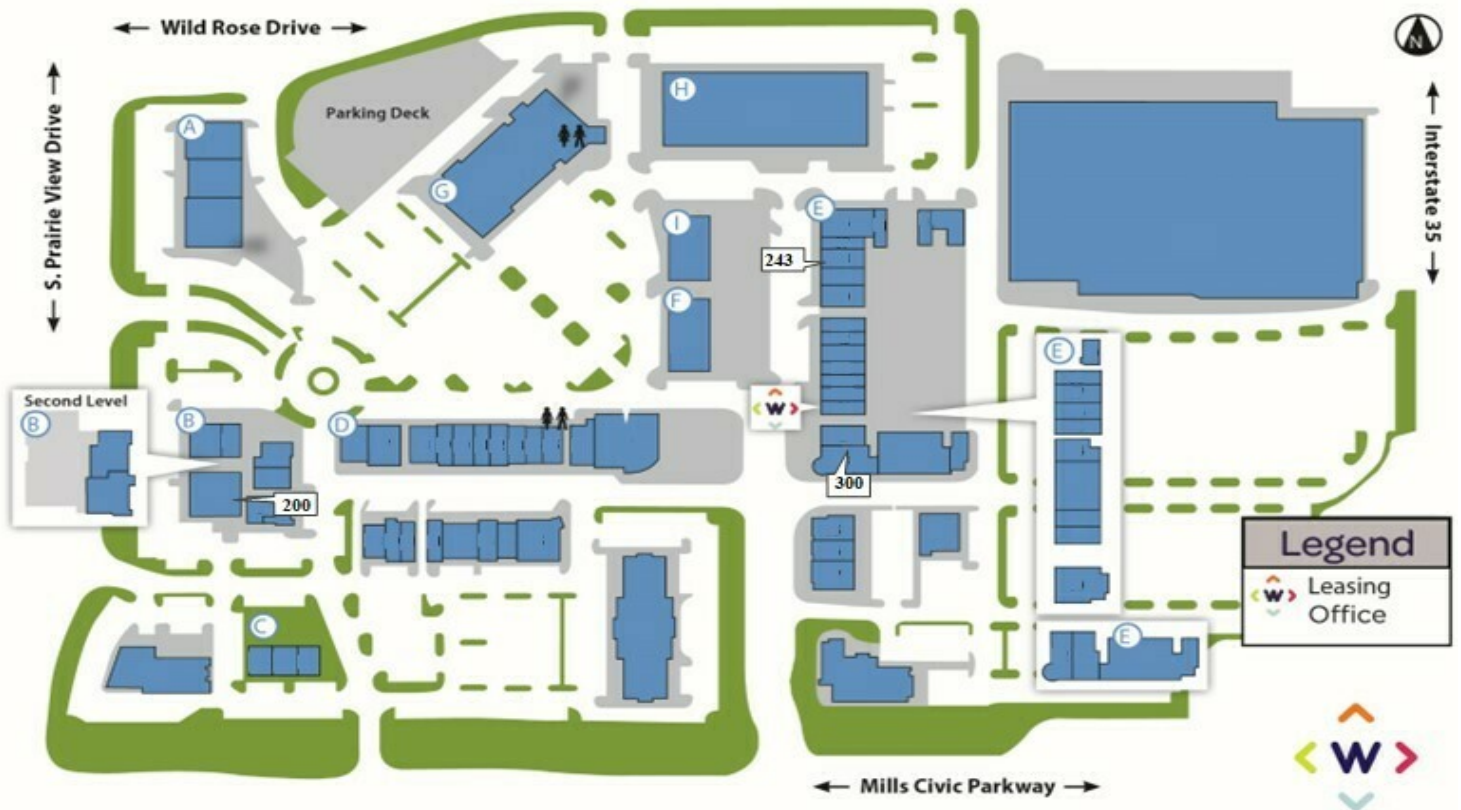 Wild Rose Drive
N
S. Prairie View Drive
Interstate 35
Parking Deck
A
G
H
I
F
E
243
Second Level
B
B
D
W
E
300
200
Legend
W Leasing
Office
C
E
W
Mills Civic Parkway